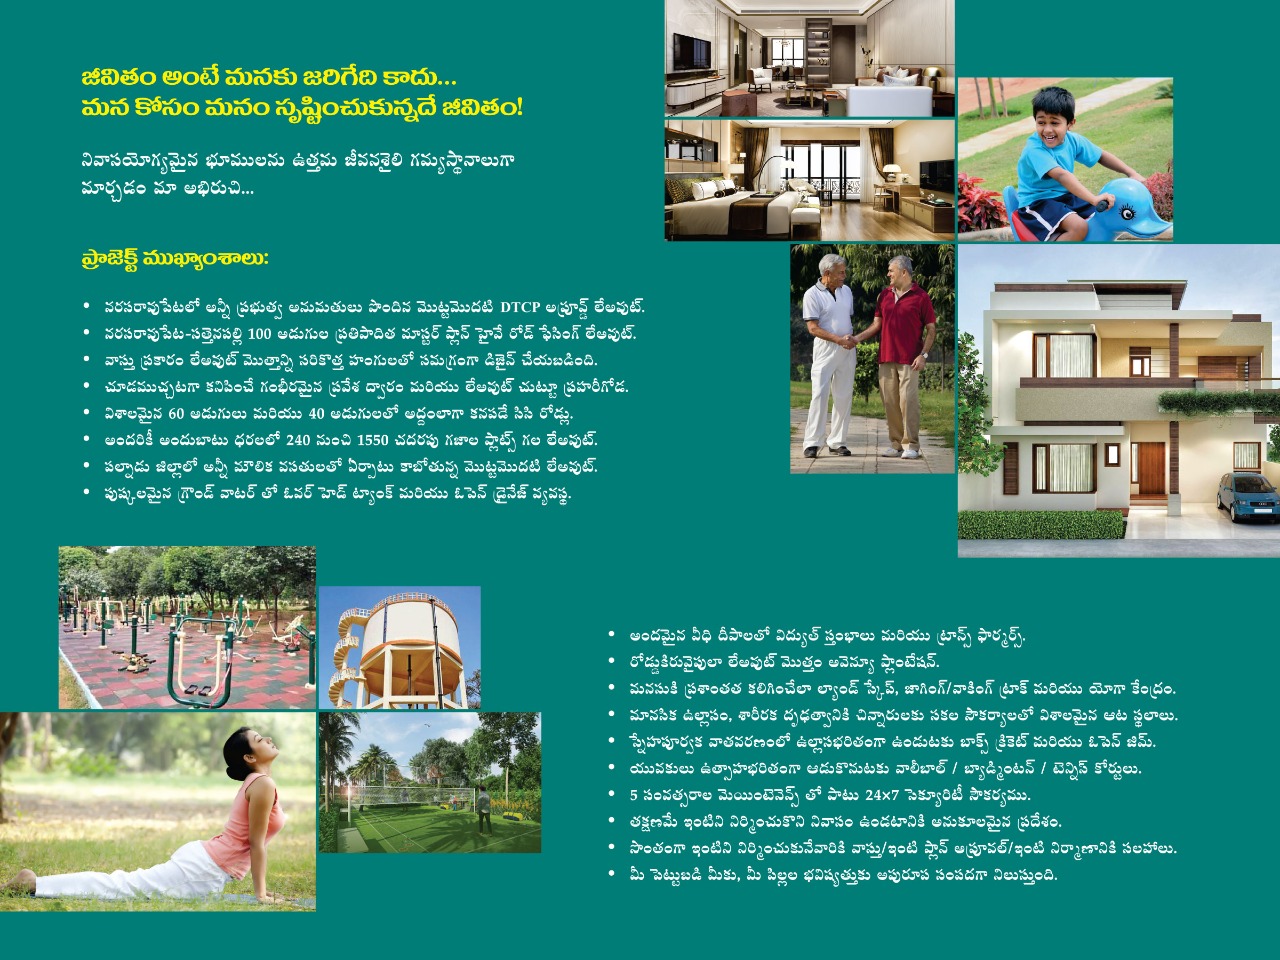 జీవితం అంటే మనకు జరిగేది కాదు...
మన కోసం మనం సృష్టించుకున్నదే జీవితం!
నివాసయోగ్యమైన భూములను ఉత్తమ జీవనశైలి గమ్యస్థానాలుగా
మార్చడం మా అభిరుచి...
ప్రాజెక్ట్ ముఖ్యాంశాలు:
• నరసరావుపేటలో అన్నీ ప్రభుత్వ అనుమతులు పొందిన మొట్టమొదటి DTCP అప్రూవ్డ్ లేఅవుట్.
• నరసరావుపేట-సత్తెనపల్లి 100 అడుగుల ప్రతిపాదిత మాస్టర్ ప్లాన్ హైవే రోడ్ ఫేసింగ్ లేఅవుట్.
• వాస్తు ప్రకారం లేఅవుట్ మొత్తాన్ని సరికొత్త హంగులతో సమగ్రంగా డిజైన్ చేయబడింది.
• చూడముచ్చటగా కనిపించే గంభీరమైన ప్రవేశ ద్వారం మరియు లేఅవుట్ చుట్టూ ప్రహరీగోడ.
• విశాలమైన 60 అడుగులు మరియు 40 అడుగులతో అద్దంలాగా కనపడే సిసి రోడ్లు.
• అందరికీ అందుబాటు ధరలలో 240 నుంచి 1550 చదరపు గజాల ప్లాట్స్ గల లేఅవుట్.
• పల్నాడు జిల్లాలో అన్నీ మౌలిక వసతులతో ఏర్పాటు కాబోతున్న మొట్టమొదటి లేఅవుట్.
• పుష్కలమైన గ్రౌండ్ వాటర్ తో ఓవర్ హెడ్ ట్యాంక్ మరియు ఓపెన్ డ్రైనేజ్ వ్యవస్థ.
• అందమైన వీధి దీపాలతో విద్యుత్ స్తంభాలు మరియు ట్రాన్స్ ఫార్మర్స్.
• రోడ్డుకిరువైపులా లేఅవుట్ మొత్తం అవెన్యూ ప్లాంటేషన్.
• మనసుకి ప్రశాంతత కలిగించేలా ల్యాండ్ స్కేప్, జాగింగ్/వాకింగ్ ట్రాక్ మరియు యోగా కేంద్రం.
• మానసిక ఉల్లాసం, శారీరక దృఢత్వానికి చిన్నారులకు సకల సౌకర్యాలతో విశాలమైన ఆట స్థలాలు.
• స్నేహపూర్వక వాతవరణంలో ఉల్లాసభరితంగా ఉండుటకు బాక్స్ క్రికెట్ మరియు ఓపెన్ జిమ్.
• యువకులు ఉత్సాహభరితంగా ఆడుకొనుటకు వాలీబాల్ / బ్యాడ్మింటన్ / టెన్నిస్ కోర్టులు.
• 5 సంవత్సరాల మెయింటెనెన్స్ తో పాటు 24×7 సెక్యూరిటీ సౌకర్యము.
• తక్షణమే ఇంటిని నిర్మించుకొని నివాసం ఉండటానికి అనుకూలమైన ప్రదేశం.
• సొంతంగా ఇంటిని నిర్మించుకునేవారికి వాస్తు/ఇంటి ప్లాన్ అప్రూవల్/ఇంటి నిర్మాణానికి సలహాలు.
• మీ పెట్టుబడి మీకు, మీ పిల్లల భవిష్యత్తుకు అపురూప సంపదగా నిలుస్తుంది.